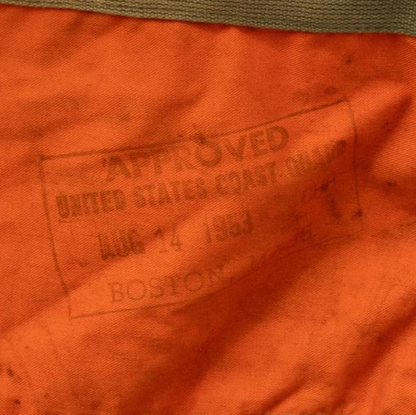 APPROVED
UNITED STATES COAST GUARD
AUG 14 1953
BOSTON